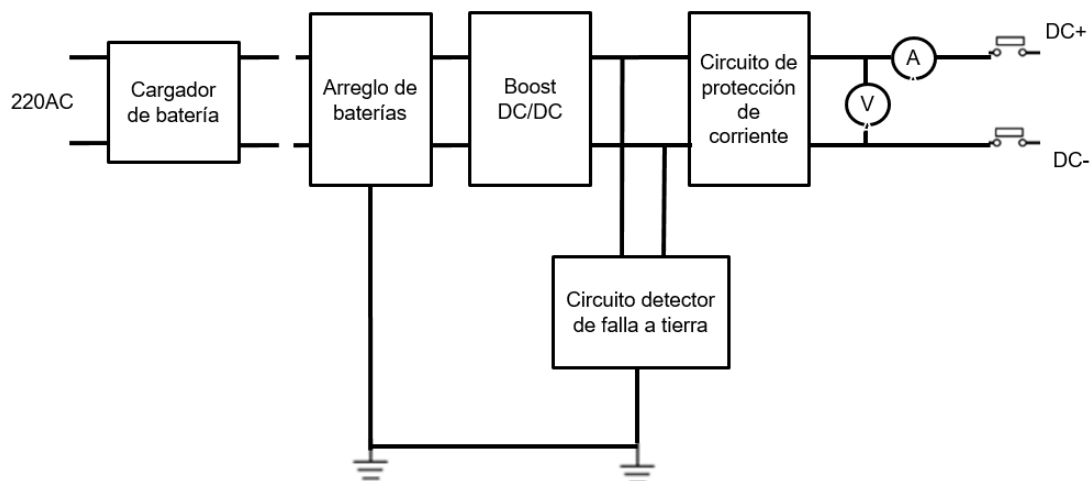 220AC
Cargador
de batería
Arreglo de
baterías
Boost
DC/DC
Circuito de
protección
de
corriente
A
V
DC+
DC-
Circuito detector
de falla a tierra